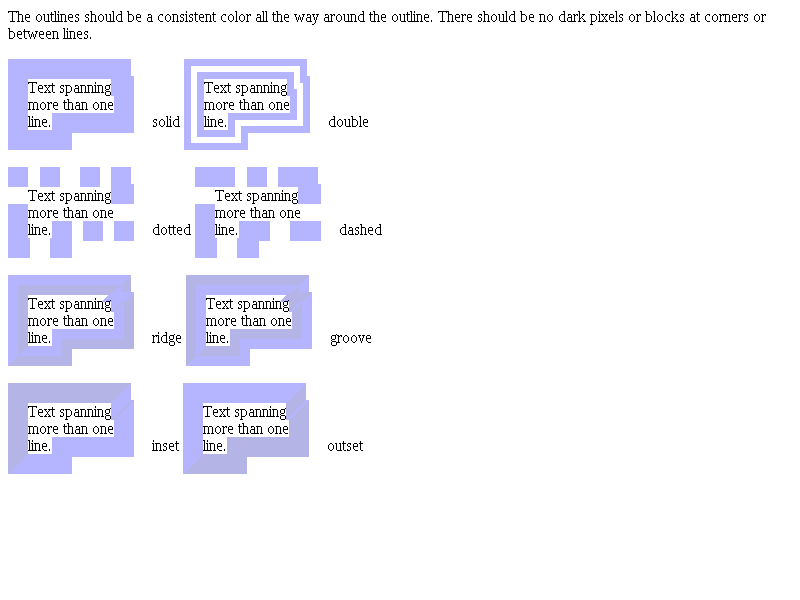 The outlines should be a consistent color all the way around the outline. There should be no dark pixels or blocks at corners or
between lines.
Text spanning
more than one
line.
solid
Text spanning
more than one
line.
double
Text spanning
more than one
line.
dotted
Text spanning
more than one
line.
dashed
Text spanning
more than one
line.
ridge
Text spanning
more than one
line.
groove
Text spanning
more than one
line.
inset
Text spanning
more than one
line.
outset